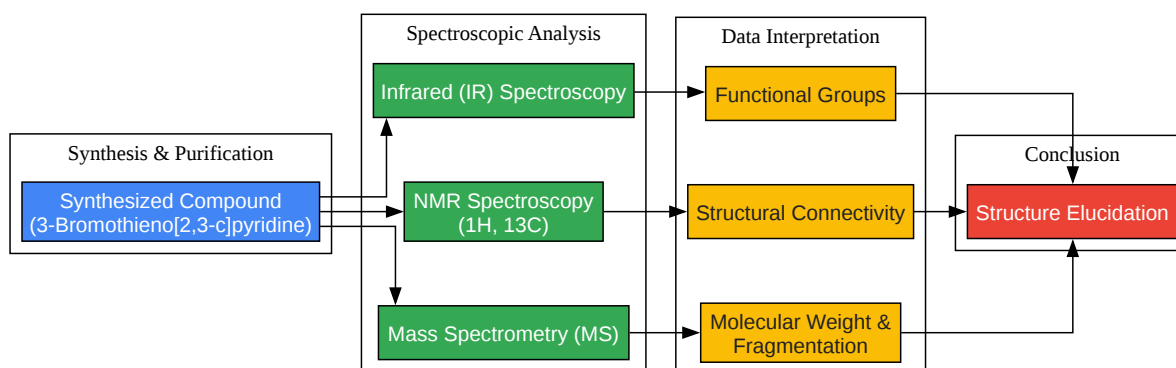 Synthesis & Purification
Synthesized Compound
(3-Bromothieno[2,3-c]pyridine)
Spectroscopic Analysis
Infrared (IR) Spectroscopy
NMR Spectroscopy
(1H, 13C)
Mass Spectrometry (MS)
Data Interpretation
Functional Groups
Structural Connectivity
Molecular Weight &
Fragmentation
Conclusion
Structure Elucidation